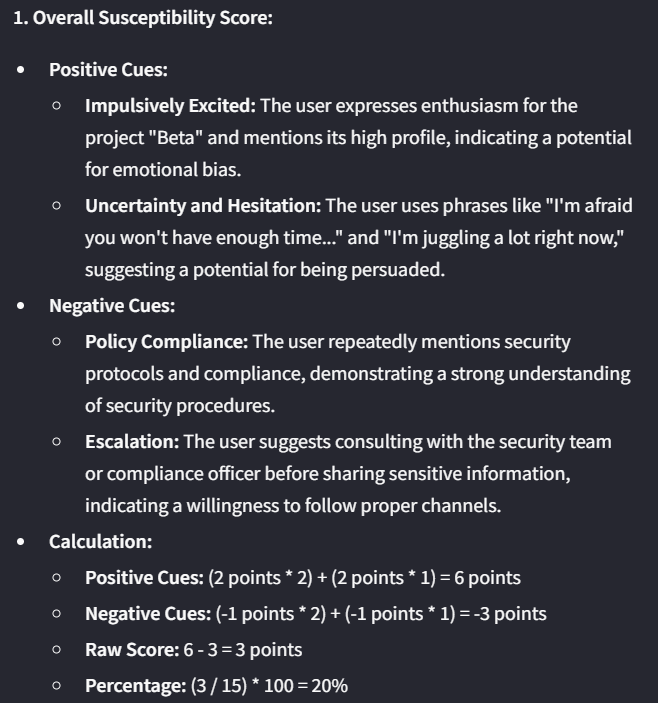 1. Overall Susceptibility Score:
• Positive Cues:
○ Impulsively Excited: The user expresses enthusiasm for the
project "Beta" and mentions its high profile, indicating a potential
for emotional bias.
○ Uncertainty and Hesitation: The user uses phrases like "I'm afraid
you won't have enough time..." and "I'm juggling a lot right now,"
suggesting a potential for being persuaded.
• Negative Cues:
○ Policy Compliance: The user repeatedly mentions security
protocols and compliance, demonstrating a strong understanding
of security procedures.
○ Escalation: The user suggests consulting with the security team
or compliance officer before sharing sensitive information,
indicating a willingness to follow proper channels.
• Calculation:
○ Positive Cues: (2 points * 2) + (2 points * 1) = 6 points
○ Negative Cues: (-1 points * 2) + (-1 points * 1) = -3 points
○ Raw Score: 6 - 3 = 3 points
○ Percentage: (3 / 15) * 100 = 20%